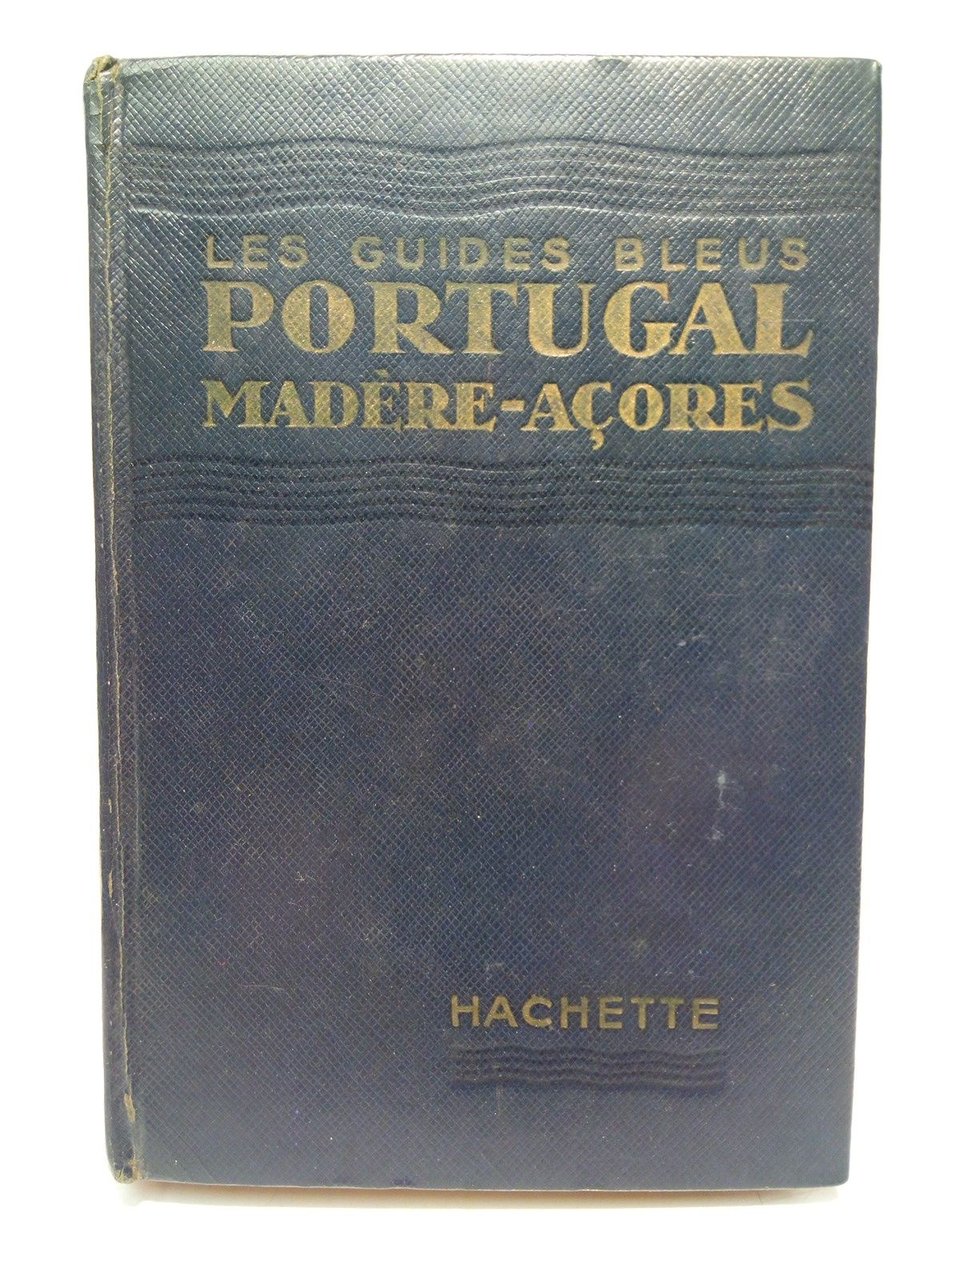 LES GUIDES BLEUS
PORTUGAL
MADÈRE-AÇORES
HACHETTE